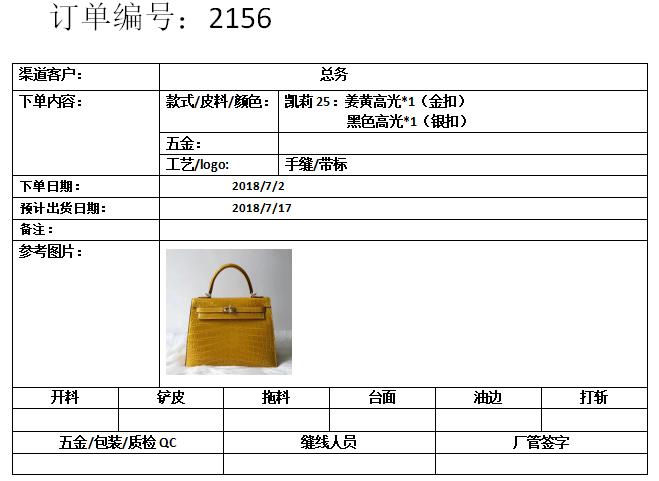 订单编号：2156
渠道客户： 总务
下单内容： 款式/皮料/颜色： 凯莉25：姜黄高光*1（金扣）
黑色高光*1（银扣）
五金：
工艺/logo: 手缝/带标
下单日期： 2018/7/2
预计出货日期： 2018/7/17
备注：
参考图片：
开料 铲皮 拖料 台面 油边 打斩
五金/包装/质检QC 缝线人员 厂管签字